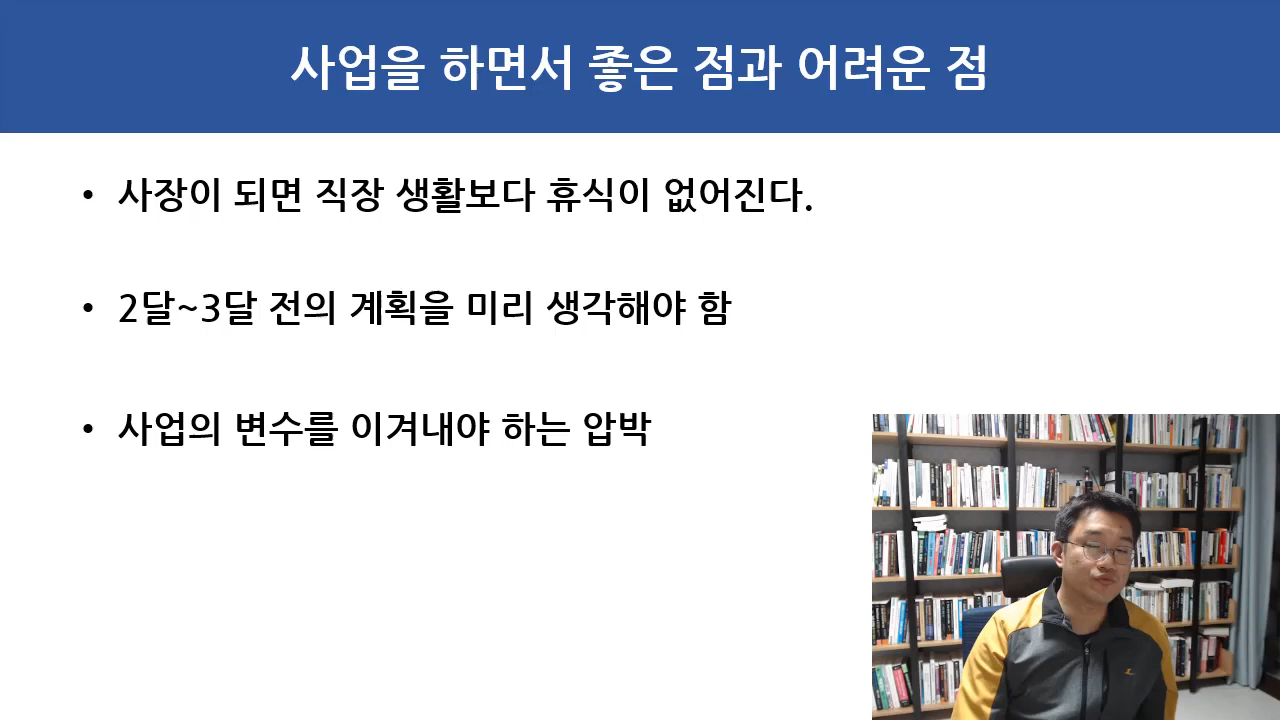 사업을 하면서 좋은 점과 어려운 점
• 사장이 되면 직장 생활보다 휴식이 없어진다.
• 2달~3달 전의 계획을 미리 생각해야 함
• 사업의 변수를 이겨내야 하는 압박